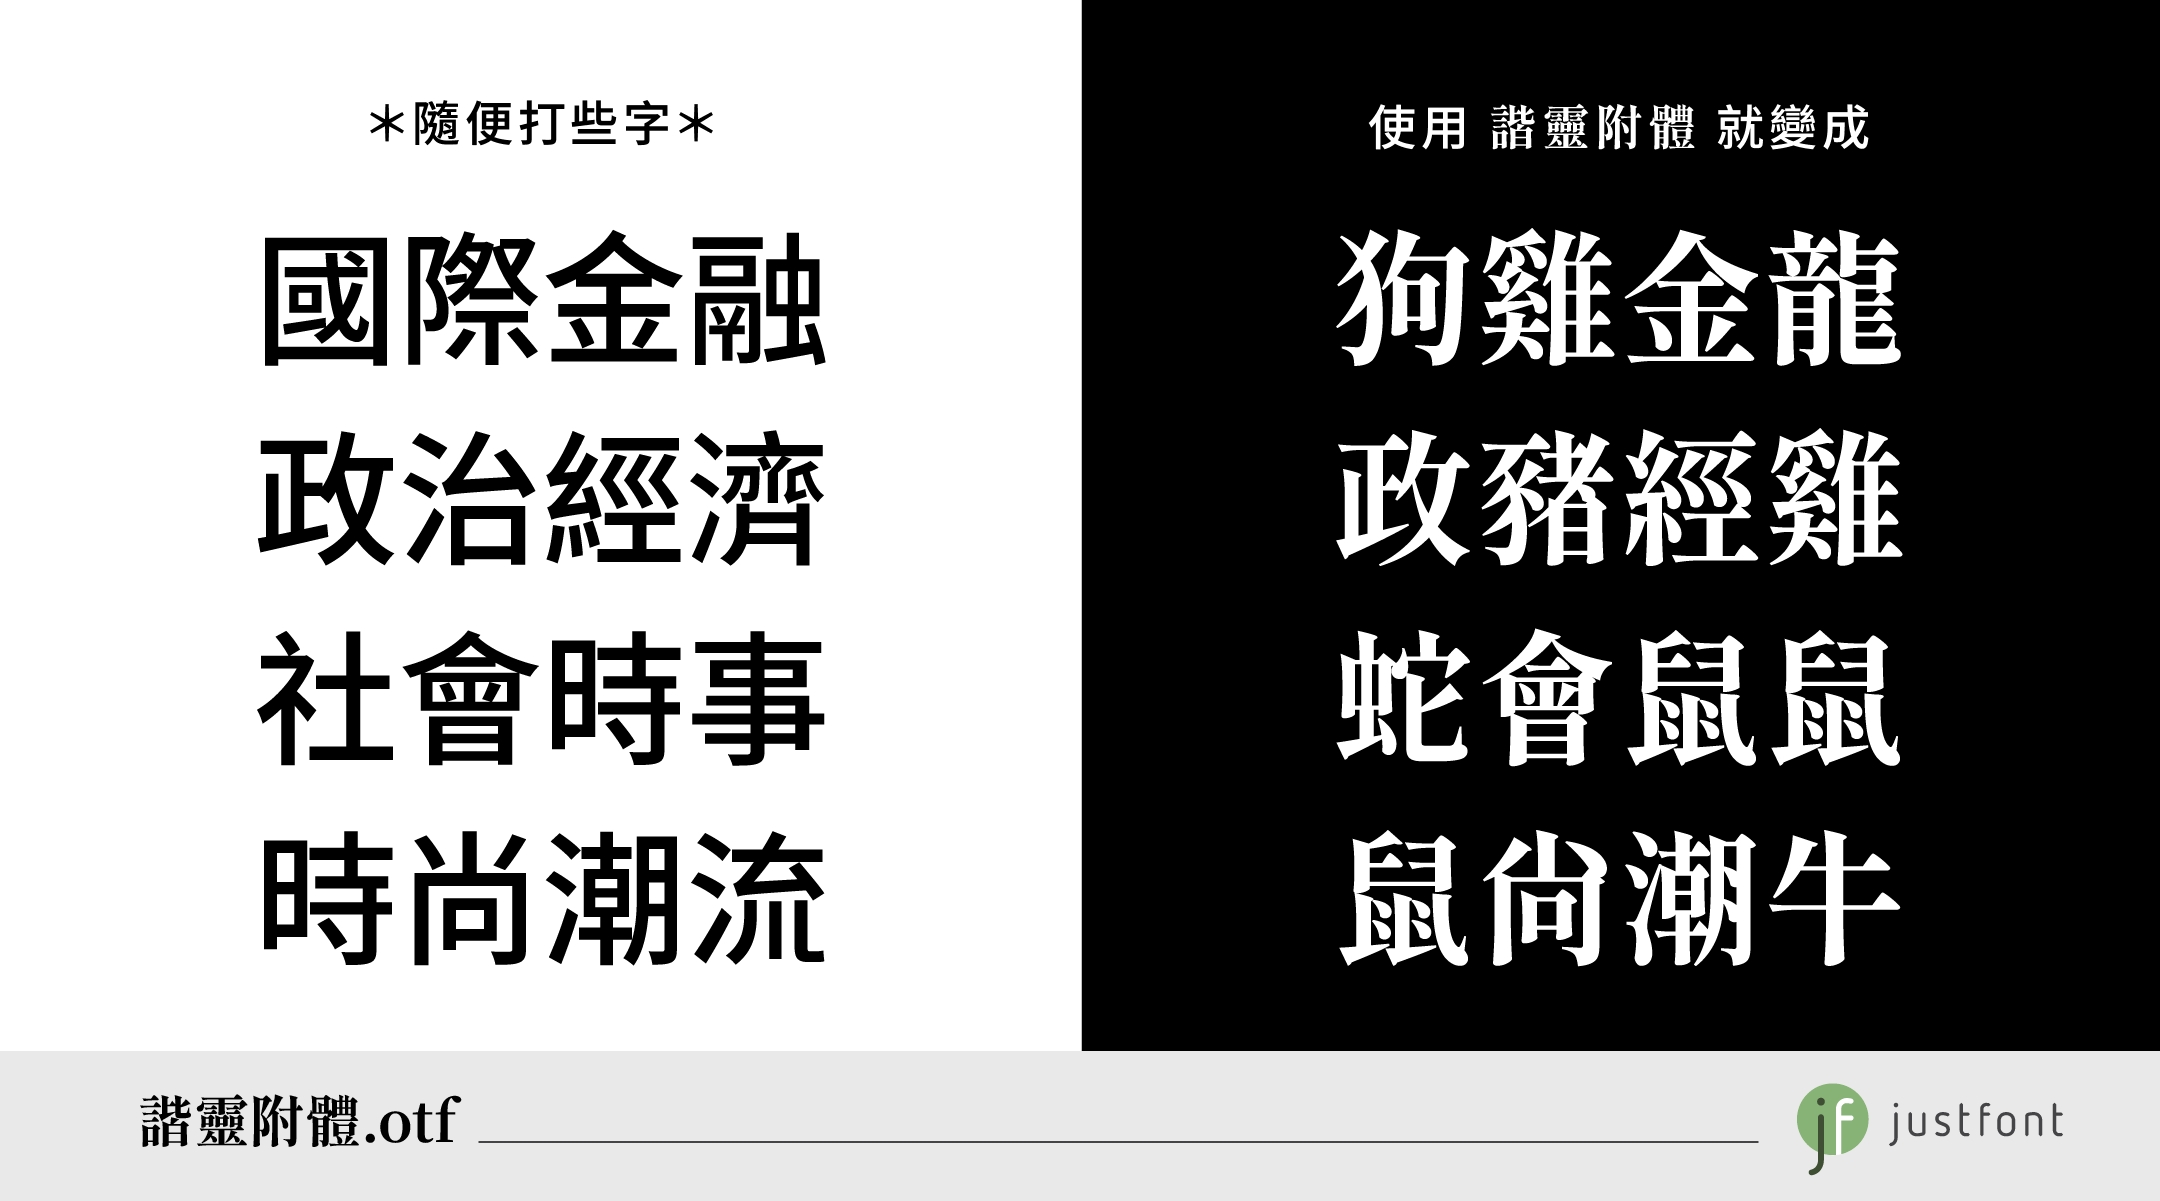 ＊隨便打些字＊
國際金融
政治經濟
社會時事
時尚潮流
使用 諧靈附體 就變成
狗雞金龍
政豬經雞
蛇會鼠鼠
鼠尚潮牛
諧靈附體.otf
jf justfont